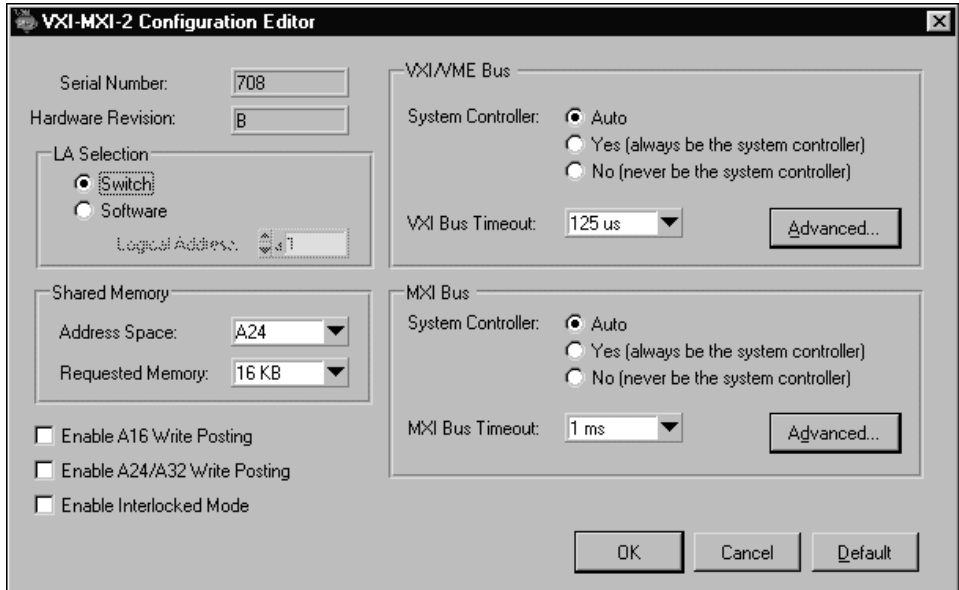 VXI-MXI-2 Configuration Editor
Serial Number: 708
Hardware Revision: B
LA Selection
Switch
Software
Logical Address:
Shared Memory
Address Space: A24
Requested Memory: 16 KB
Enable A16 Write Posting
Enable A24/A32 Write Posting
Enable Interlocked Mode
VXI/VME Bus
System Controller: Auto
Yes (always be the system controller)
No (never be the system controller)
VXI Bus Timeout: 125 us
Advanced...
MXI Bus
System Controller: Auto
Yes (always be the system controller)
No (never be the system controller)
MXI Bus Timeout: 1 ms
Advanced...
OK
Cancel
Default